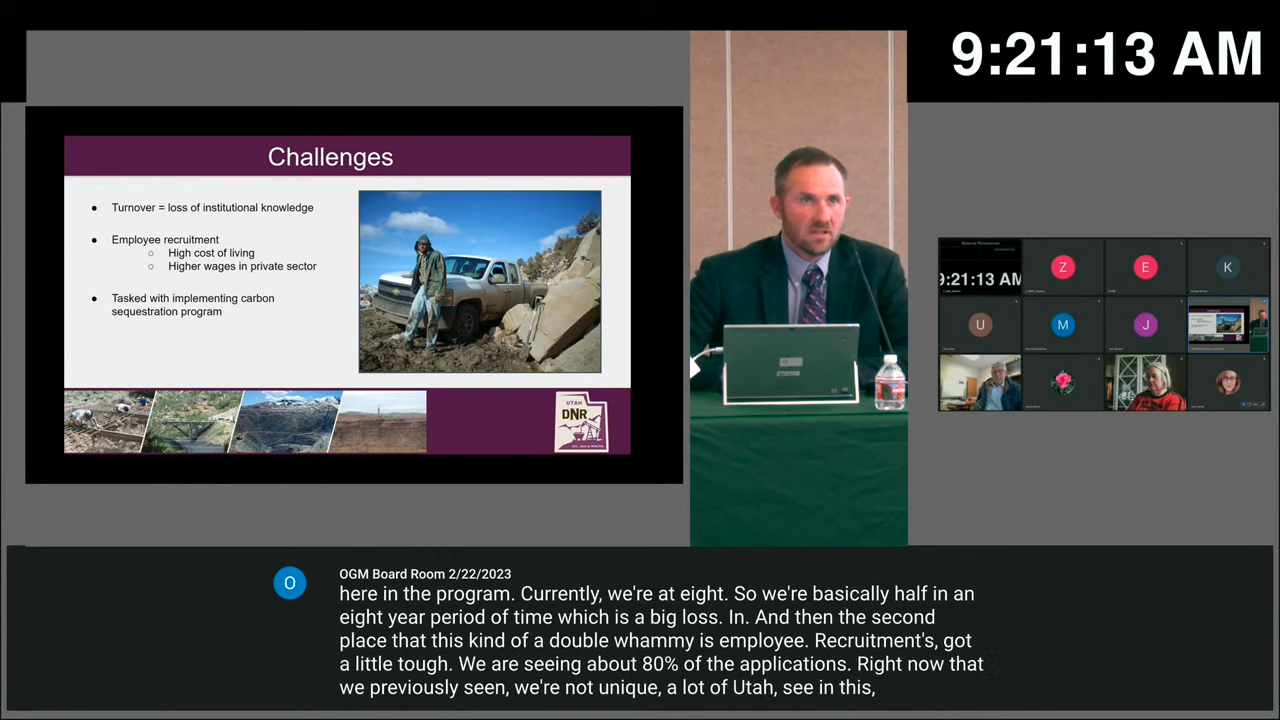 9:21:13 AM
Challenges
● Turnover = loss of institutional knowledge
● Employee recruitment
○ High cost of living
○ Higher wages in private sector
● Tasked with implementing carbon
sequestration program
UTAH
DNR
OIL, GAS & MINING
Natural Resources
9:21:13 AM
Z
E
K
U
M
J
O
OGM Board Room 2/22/2023
here in the program. Currently, we're at eight. So we're basically half in an
eight year period of time which is a big loss. In. And then the second
place that this kind of a double whammy is employee. Recruitment's, got
a little tough. We are seeing about 80% of the applications. Right now that
we previously seen, we're not unique, a lot of Utah, see in this,